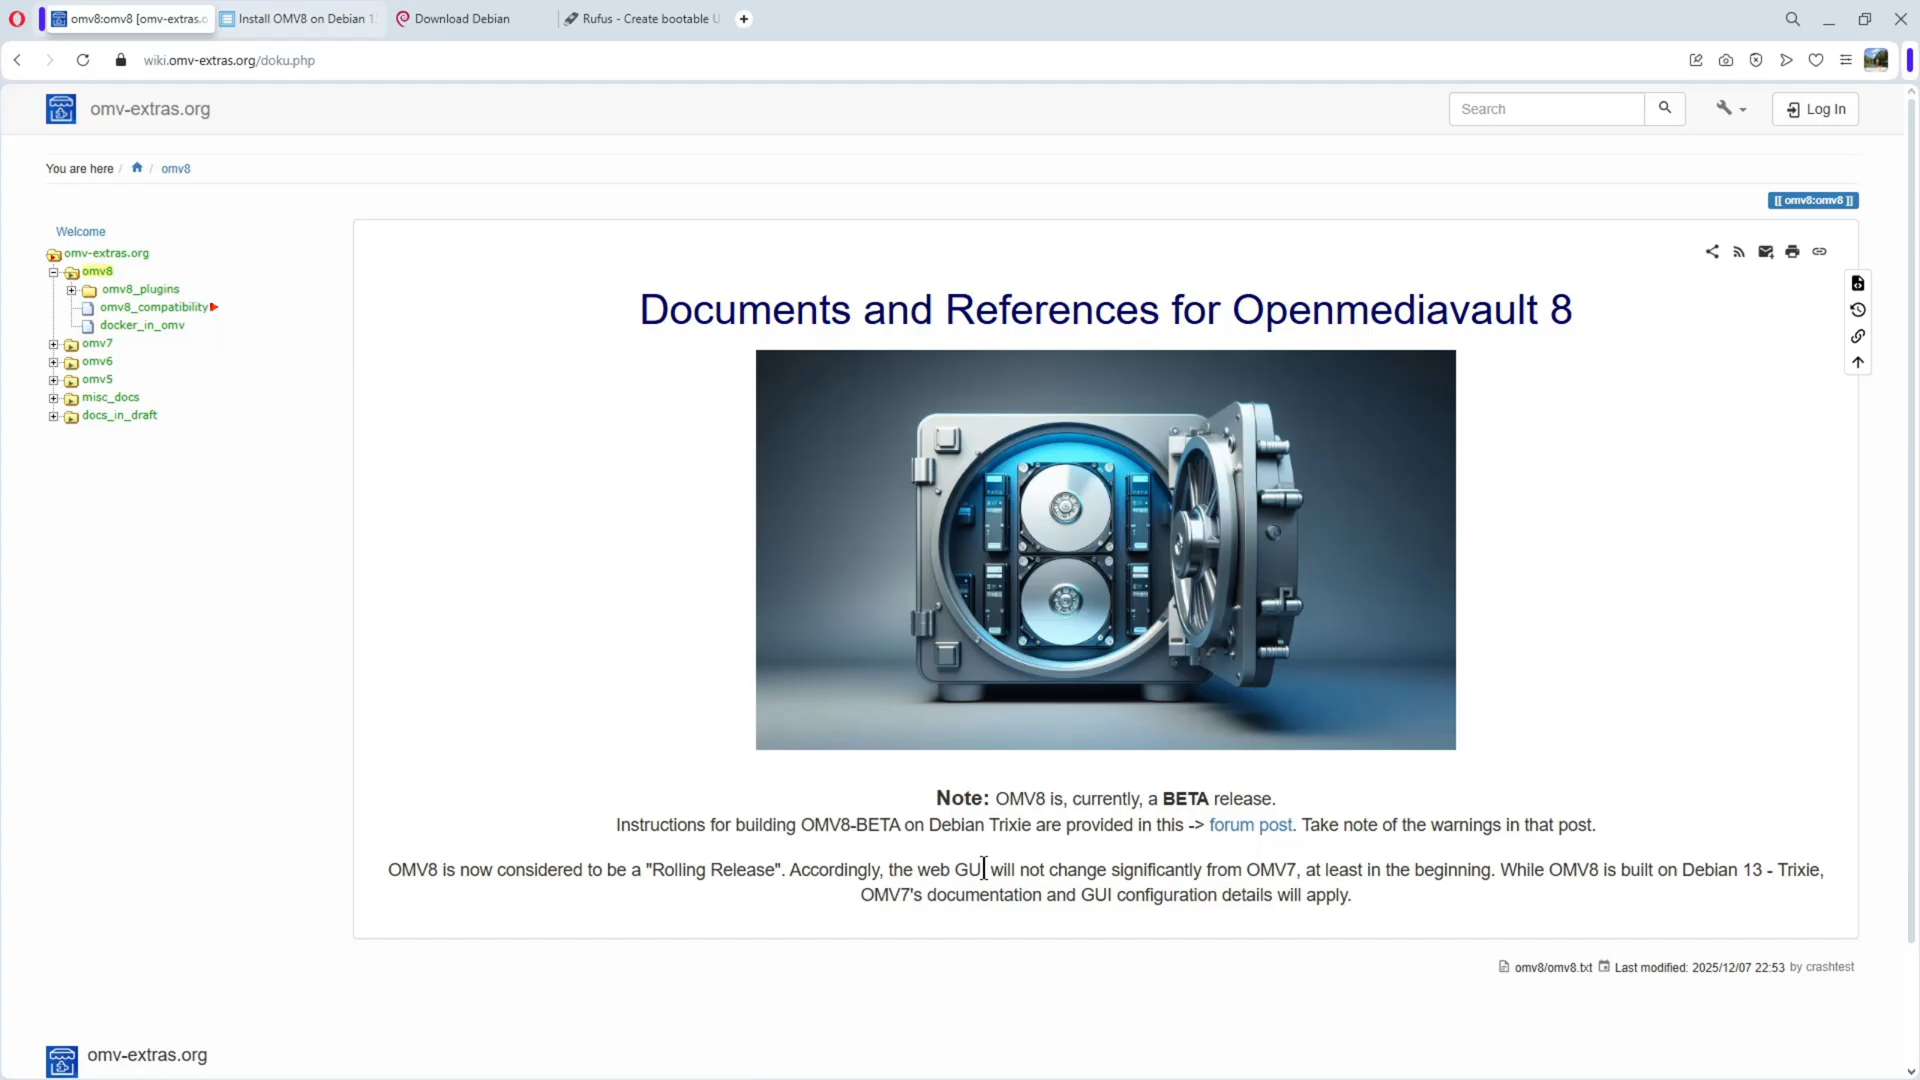 omv8:omv8 [omv-extras.o
Install OMV8 on Debian 1
Download Debian
Rufus - Create bootable U
wiki.omv-extras.org/doku.php
omv-extras.org
Search
Log In
You are here / / omv8
[[ omv8:omv8 ]]
Welcome
omv-extras.org
omv8
omv8_plugins
omv8_compatibility
docker_in_omv
omv7
omv6
omv5
misc_docs
docs_in_draft
Documents and References for Openmediavault 8
Note: OMV8 is, currently, a BETA release.
Instructions for building OMV8-BETA on Debian Trixie are provided in this -> forum post. Take note of the warnings in that post.
OMV8 is now considered to be a "Rolling Release". Accordingly, the web GUI will not change significantly from OMV7, at least in the beginning. While OMV8 is built on Debian 13 - Trixie,
OMV7's documentation and GUI configuration details will apply.
omv8/omv8.txt Last modified: 2025/12/07 22:53 by crashtest
omv-extras.org